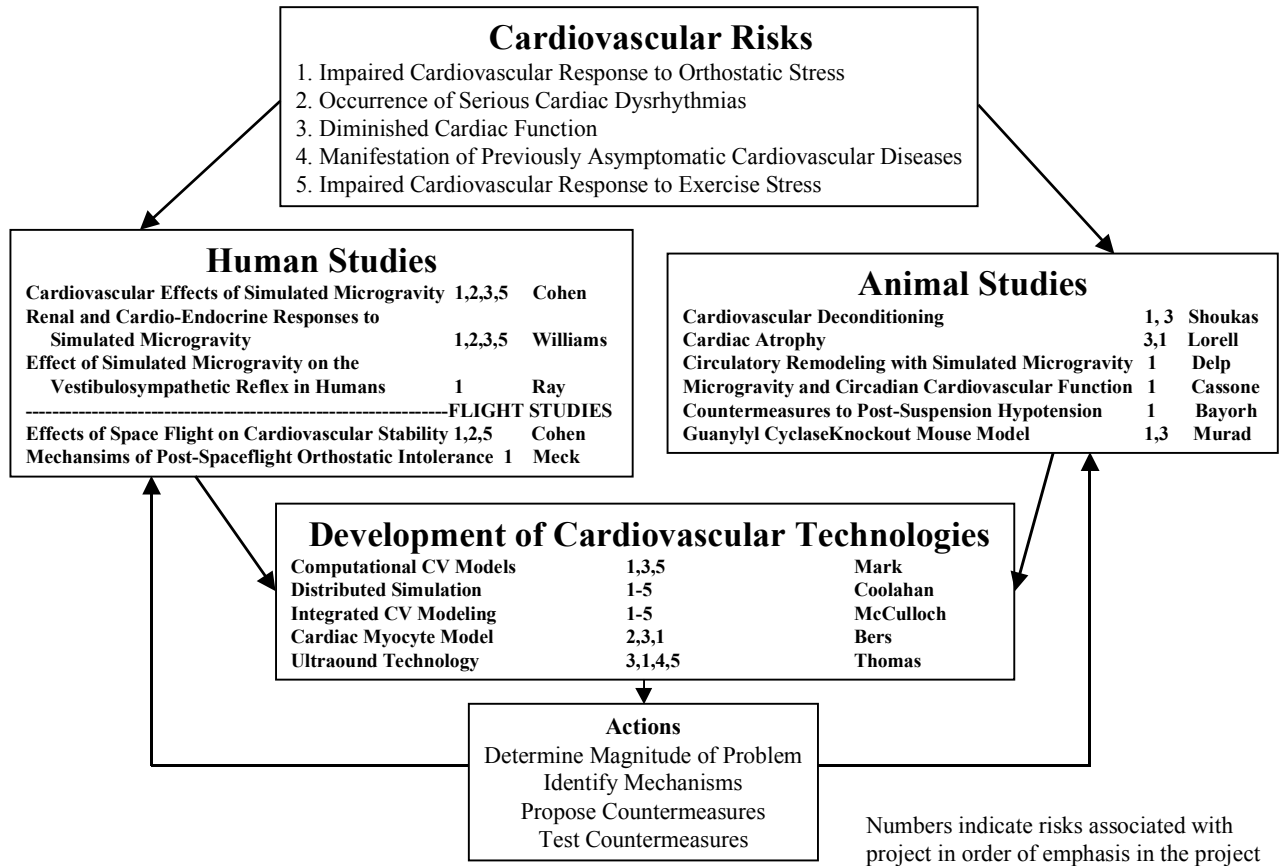 Cardiovascular Risks
1. Impaired Cardiovascular Response to Orthostatic Stress
2. Occurrence of Serious Cardiac Dysrhythmias
3. Diminished Cardiac Function
4. Manifestation of Previously Asymptomatic Cardiovascular Diseases
5. Impaired Cardiovascular Response to Exercise Stress
Human Studies
Cardiovascular Effects of Simulated Microgravity 1,2,3,5 Cohen
Renal and Cardio-Endocrine Responses to
Simulated Microgravity 1,2,3,5 Williams
Effect of Simulated Microgravity on the
Vestibulosympathetic Reflex in Humans 1 Ray
----------------------------------------------------------------FLIGHT STUDIES
Effects of Space Flight on Cardiovascular Stability 1,2,5 Cohen
Mechansims of Post-Spaceflight Orthostatic Intolerance 1 Meck
Animal Studies
Cardiovascular Deconditioning 1, 3 Shoukas
Cardiac Atrophy 3,1 Lorell
Circulatory Remodeling with Simulated Microgravity 1 Delp
Microgravity and Circadian Cardiovascular Function 1 Cassone
Countermeasures to Post-Suspension Hypotension 1 Bayorh
Guanylyl CyclaseKnockout Mouse Model 1,3 Murad
Development of Cardiovascular Technologies
Computational CV Models 1,3,5 Mark
Distributed Simulation 1-5 Coolahan
Integrated CV Modeling 1-5 McCulloch
Cardiac Myocyte Model 2,3,1 Bers
Ultraound Technology 3,1,4,5 Thomas
Actions
Determine Magnitude of Problem
Identify Mechanisms
Propose Countermeasures
Test Countermeasures
Numbers indicate risks associated with
project in order of emphasis in the project